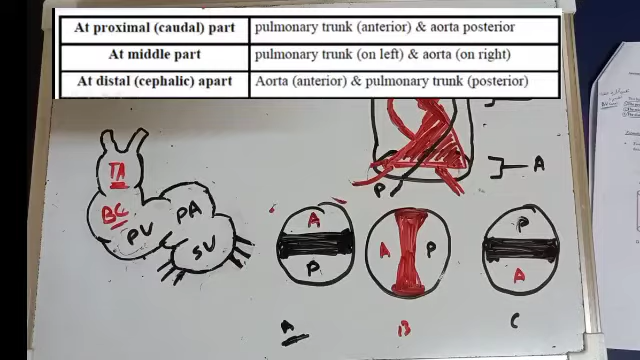 At proximal (caudal) part pulmonary trunk (anterior) & aorta posterior
At middle part pulmonary trunk (on left) & aorta (on right)
At distal (cephalic) apart Aorta (anterior) & pulmonary trunk (posterior)
A
P
TA
BC
PV
PA
SV
A
P
A P
P
A
A B C